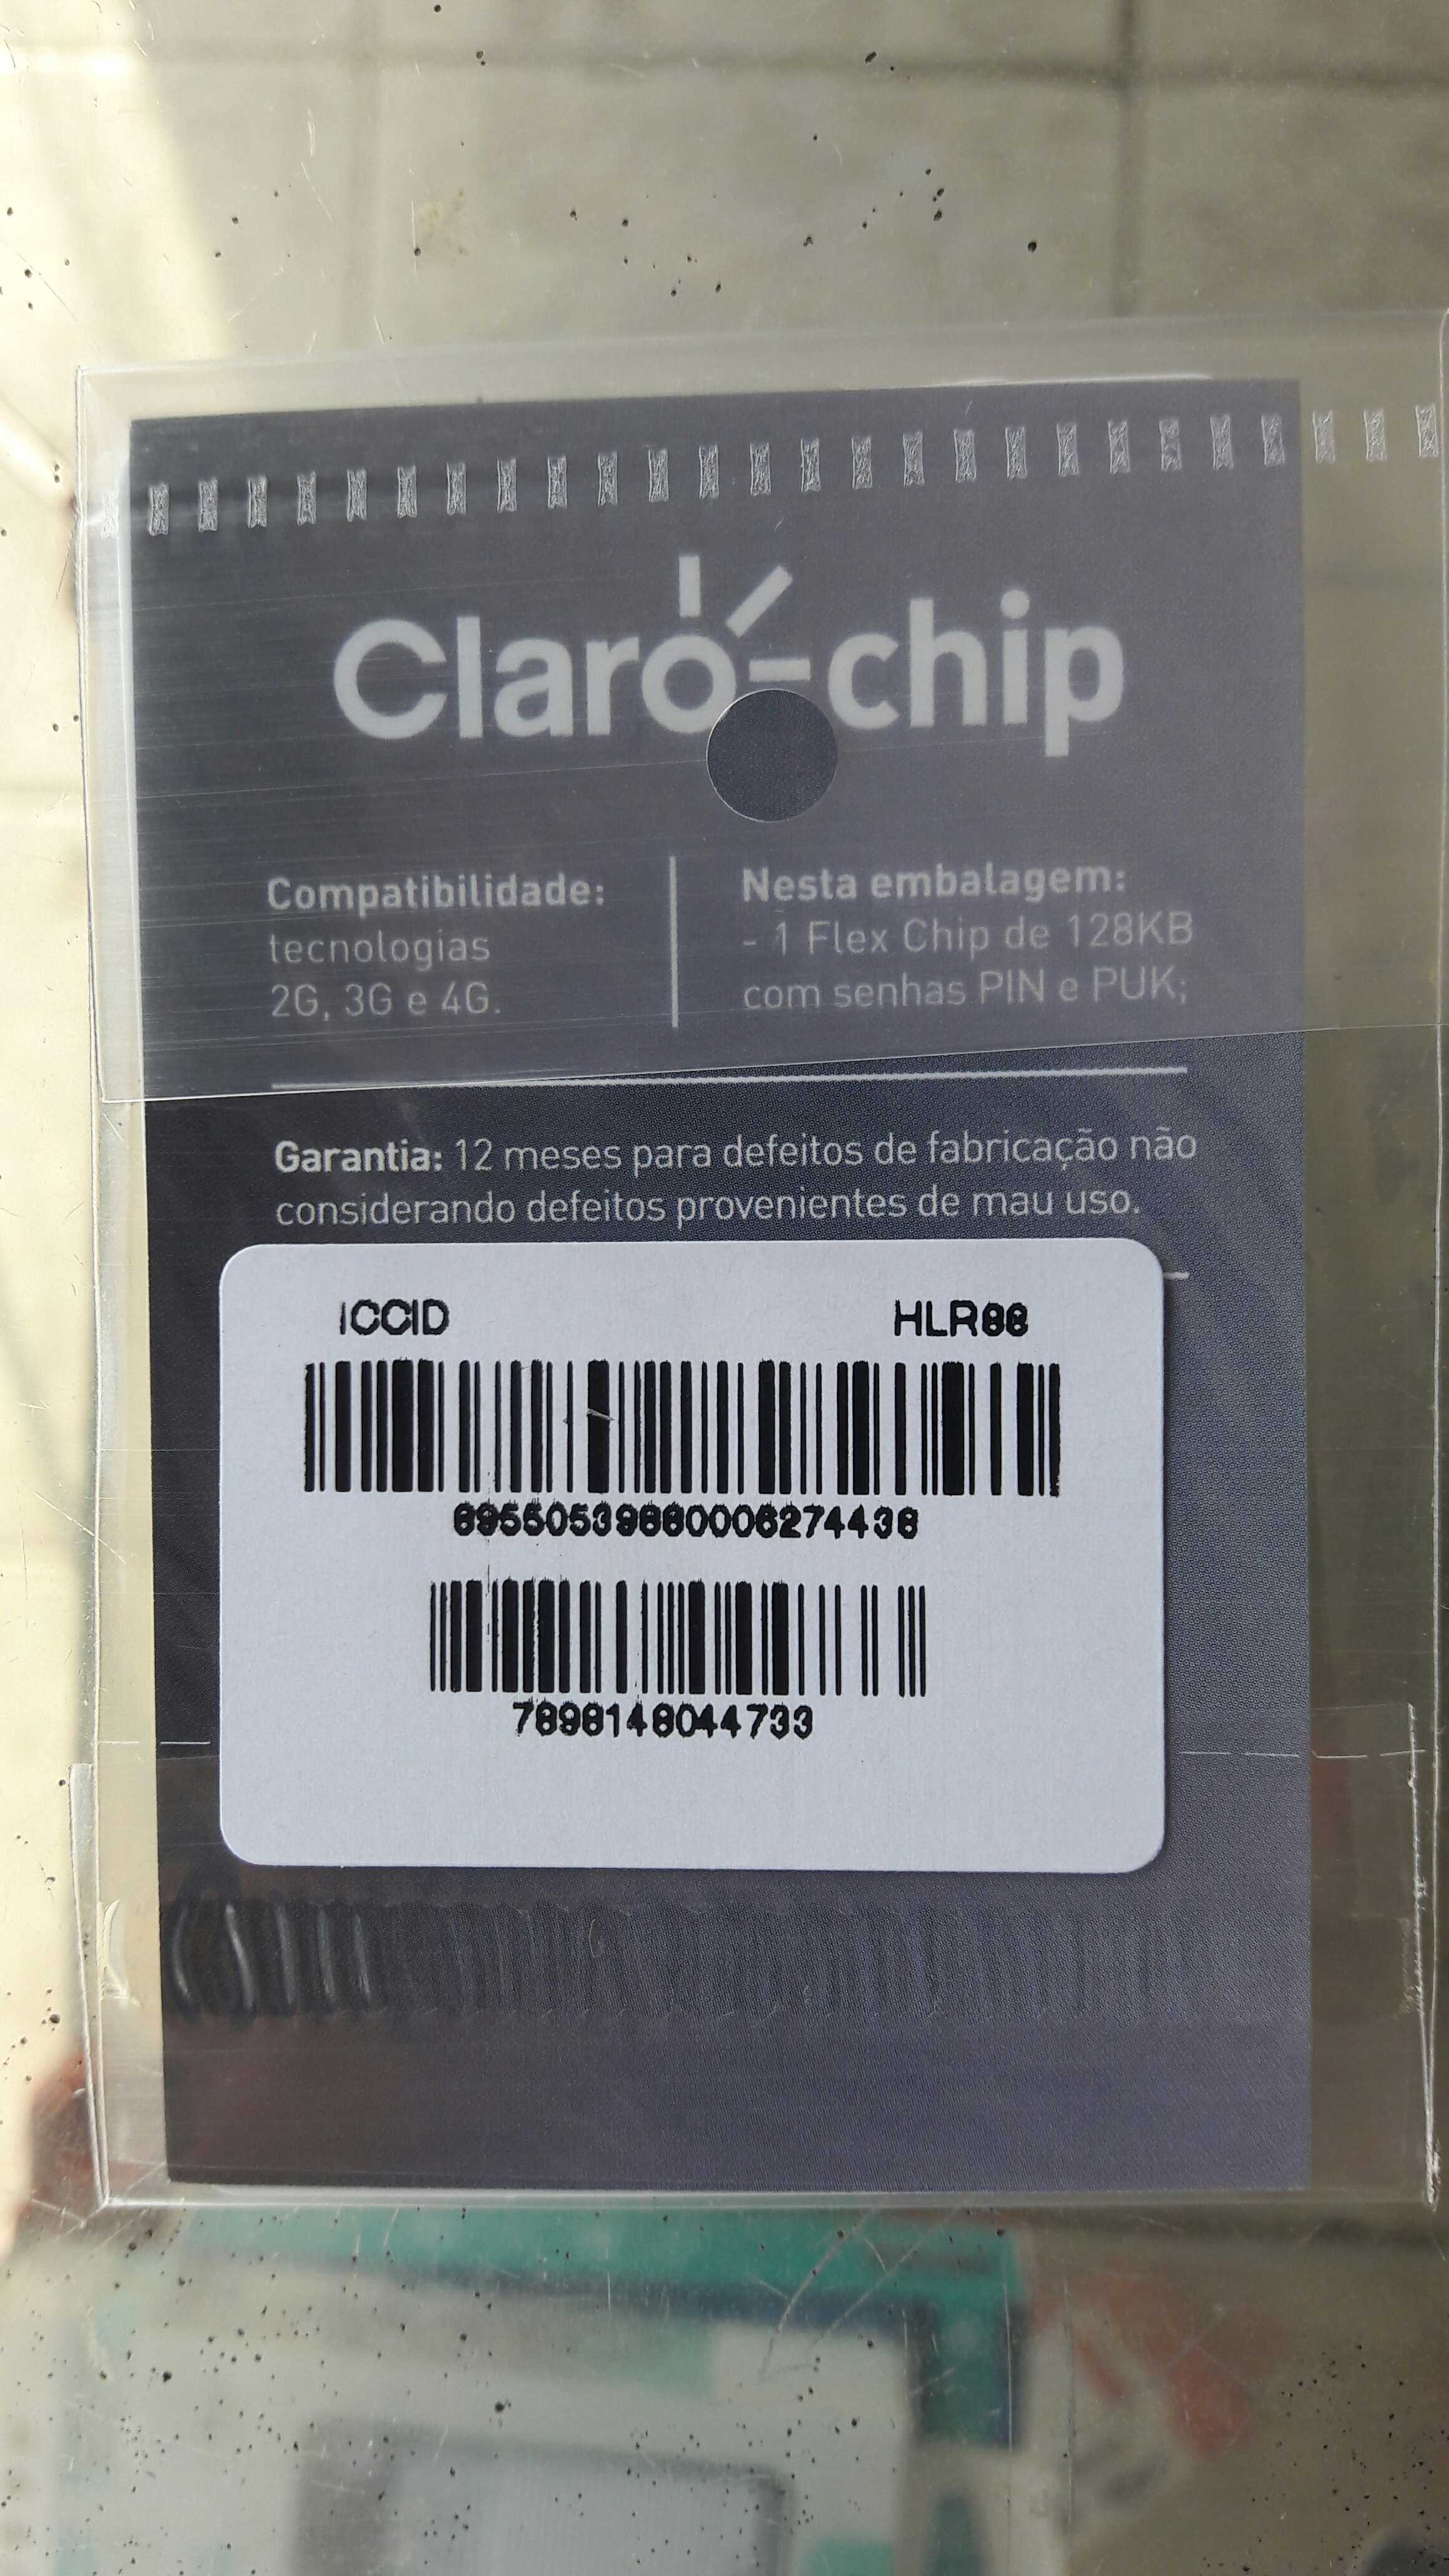 Claro-chip
Compatibilidade:
tecnologias
2G, 3G e 4G.
Nesta embalagem:
- 1 Flex Chip de 128KB
com senhas PIN e PUK;
Garantia: 12 meses para defeitos de fabricação não
considerando defeitos provenientes de mau uso.
ICCID HLR88
89550539880006274438
7898148044733